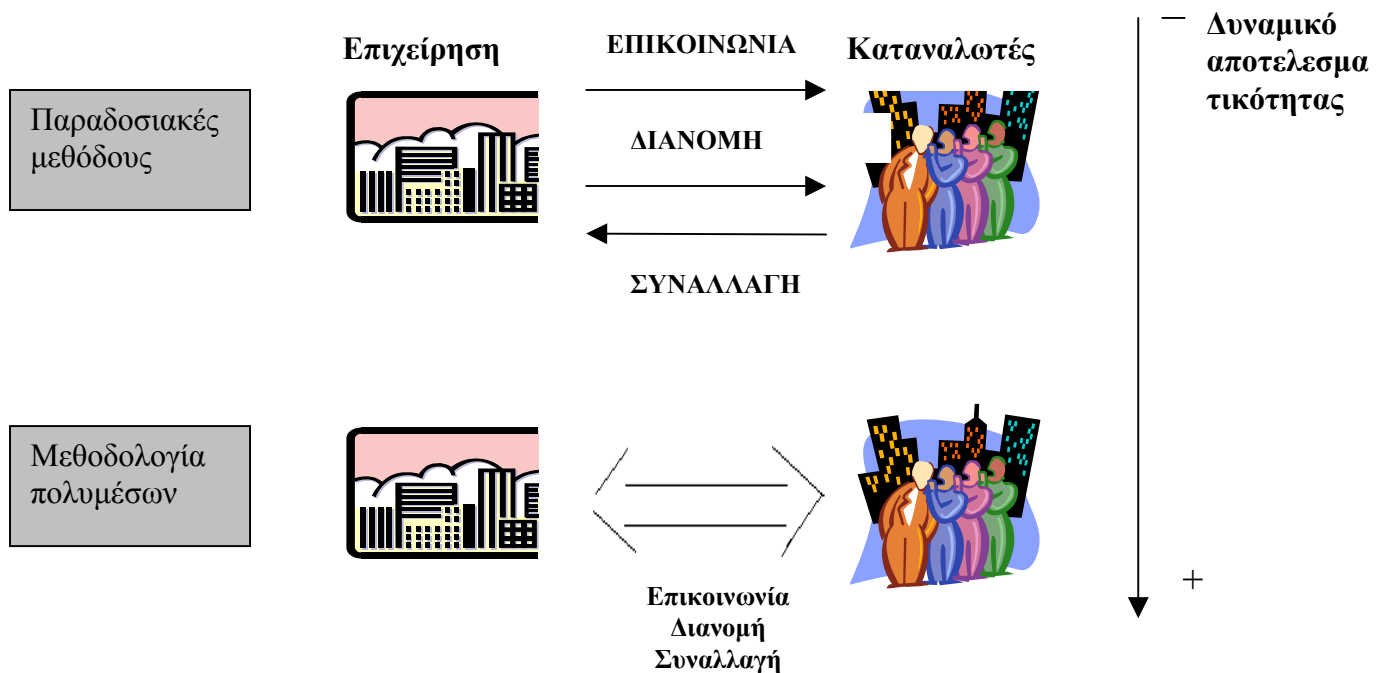 Επιχείρηση
ΕΠΙΚΟΙΝΩΝΙΑ
Καταναλωτές
– Δυναμικό
αποτελεσμα
τικότητας
Παραδοσιακές
μεθόδους
ΔΙΑΝΟΜΗ
ΣΥΝΑΛΛΑΓΗ
Μεθοδολογία
πολυμέσων
+
Επικοινωνία
Διανομή
Συναλλαγή